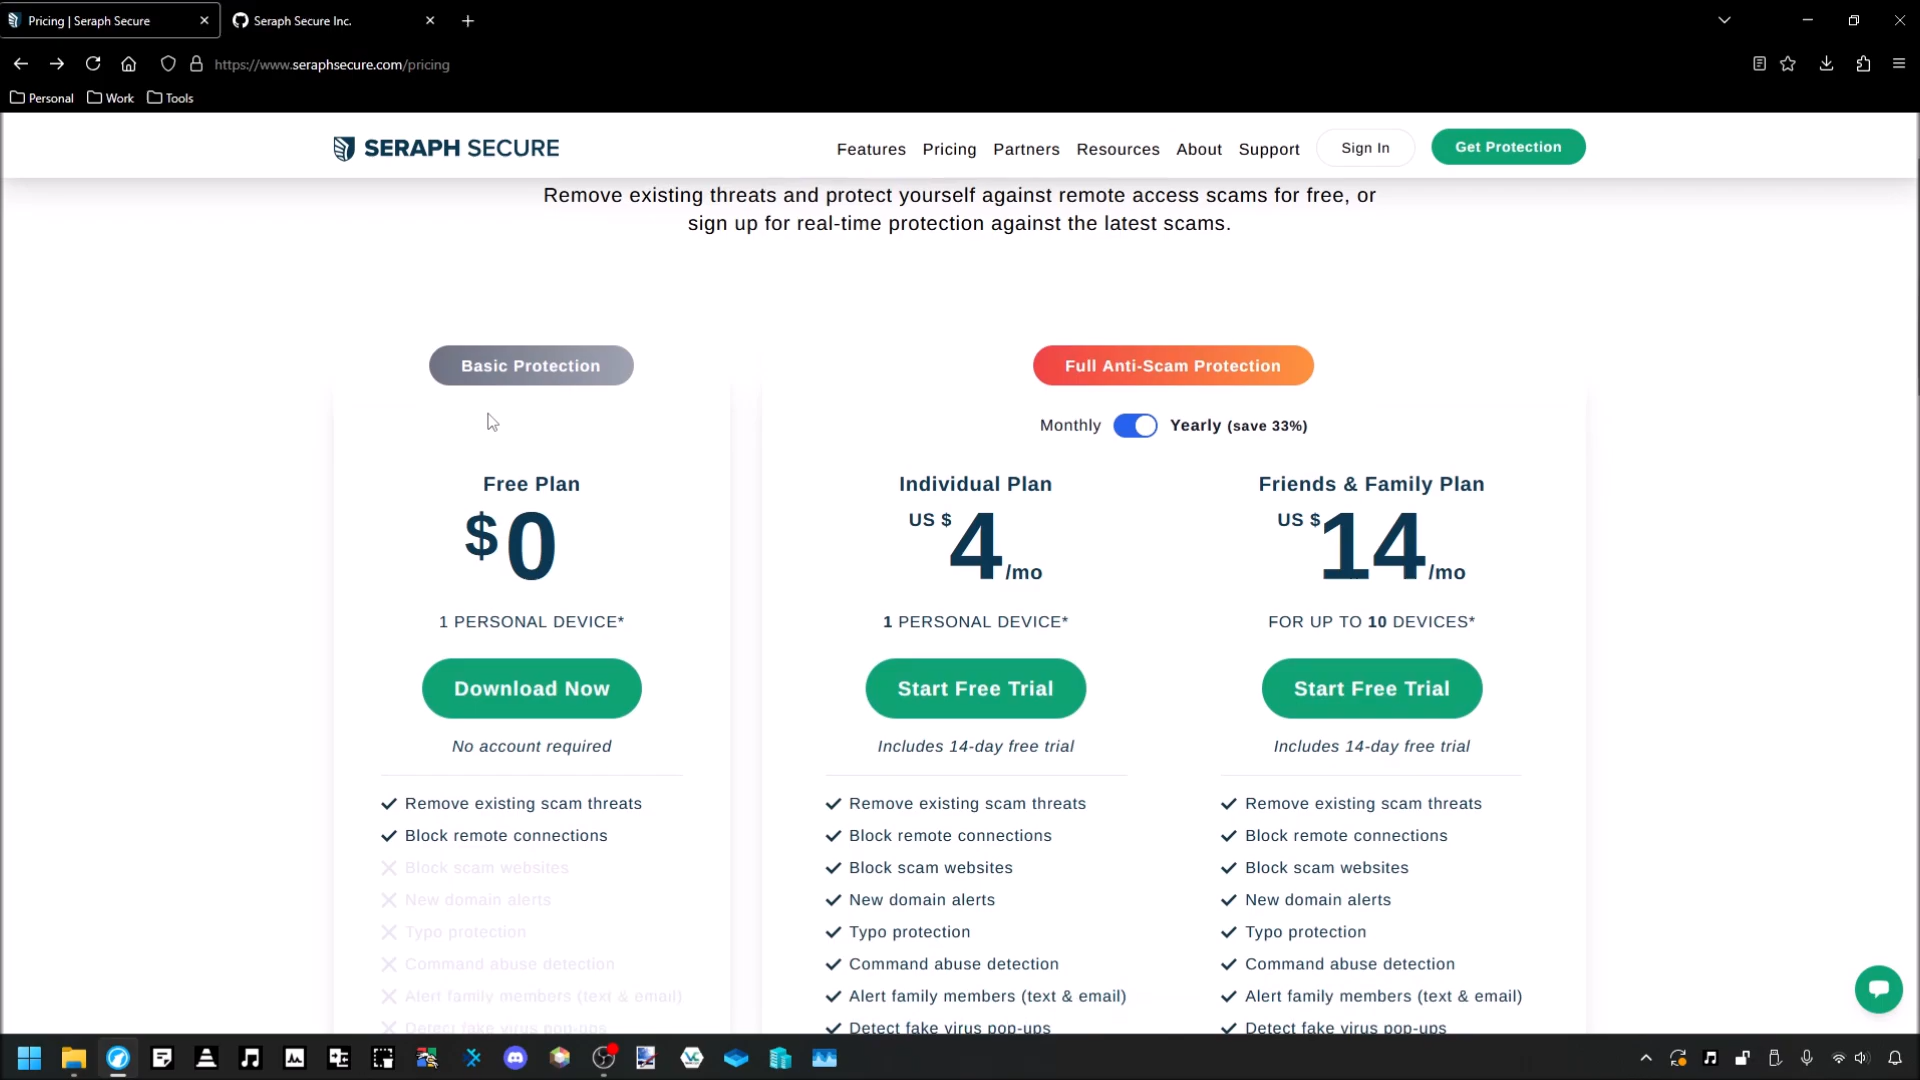 Pricing | Seraph Secure
Seraph Secure Inc.
https://www.seraphsecure.com/pricing
Personal Work Tools
SERAPH SECURE
Features Pricing Partners Resources About Support Sign In Get Protection
Remove existing threats and protect yourself against remote access scams for free, or
sign up for real-time protection against the latest scams.
Basic Protection
Free Plan
$0
1 PERSONAL DEVICE*
Download Now
No account required
Remove existing scam threats
Block remote connections
Block scam websites
New domain alerts
Typo protection
Command abuse detection
Alert family members (text & email)
Detect fake virus pop-ups
Full Anti-Scam Protection
Monthly Yearly (save 33%)
Individual Plan
US $4/mo
1 PERSONAL DEVICE*
Start Free Trial
Includes 14-day free trial
Remove existing scam threats
Block remote connections
Block scam websites
New domain alerts
Typo protection
Command abuse detection
Alert family members (text & email)
Detect fake virus pop-ups
Friends & Family Plan
US $14/mo
FOR UP TO 10 DEVICES*
Start Free Trial
Includes 14-day free trial
Remove existing scam threats
Block remote connections
Block scam websites
New domain alerts
Typo protection
Command abuse detection
Alert family members (text & email)
Detect fake virus pop-ups